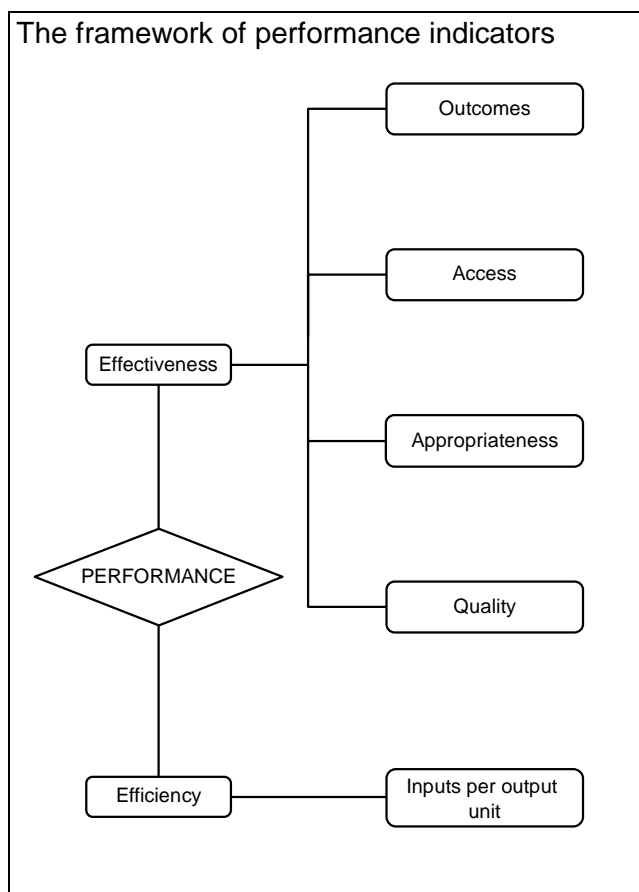 The framework of performance indicators
Outcomes
Access
Effectiveness
Appropriateness
PERFORMANCE
Quality
Efficiency
Inputs per output
unit